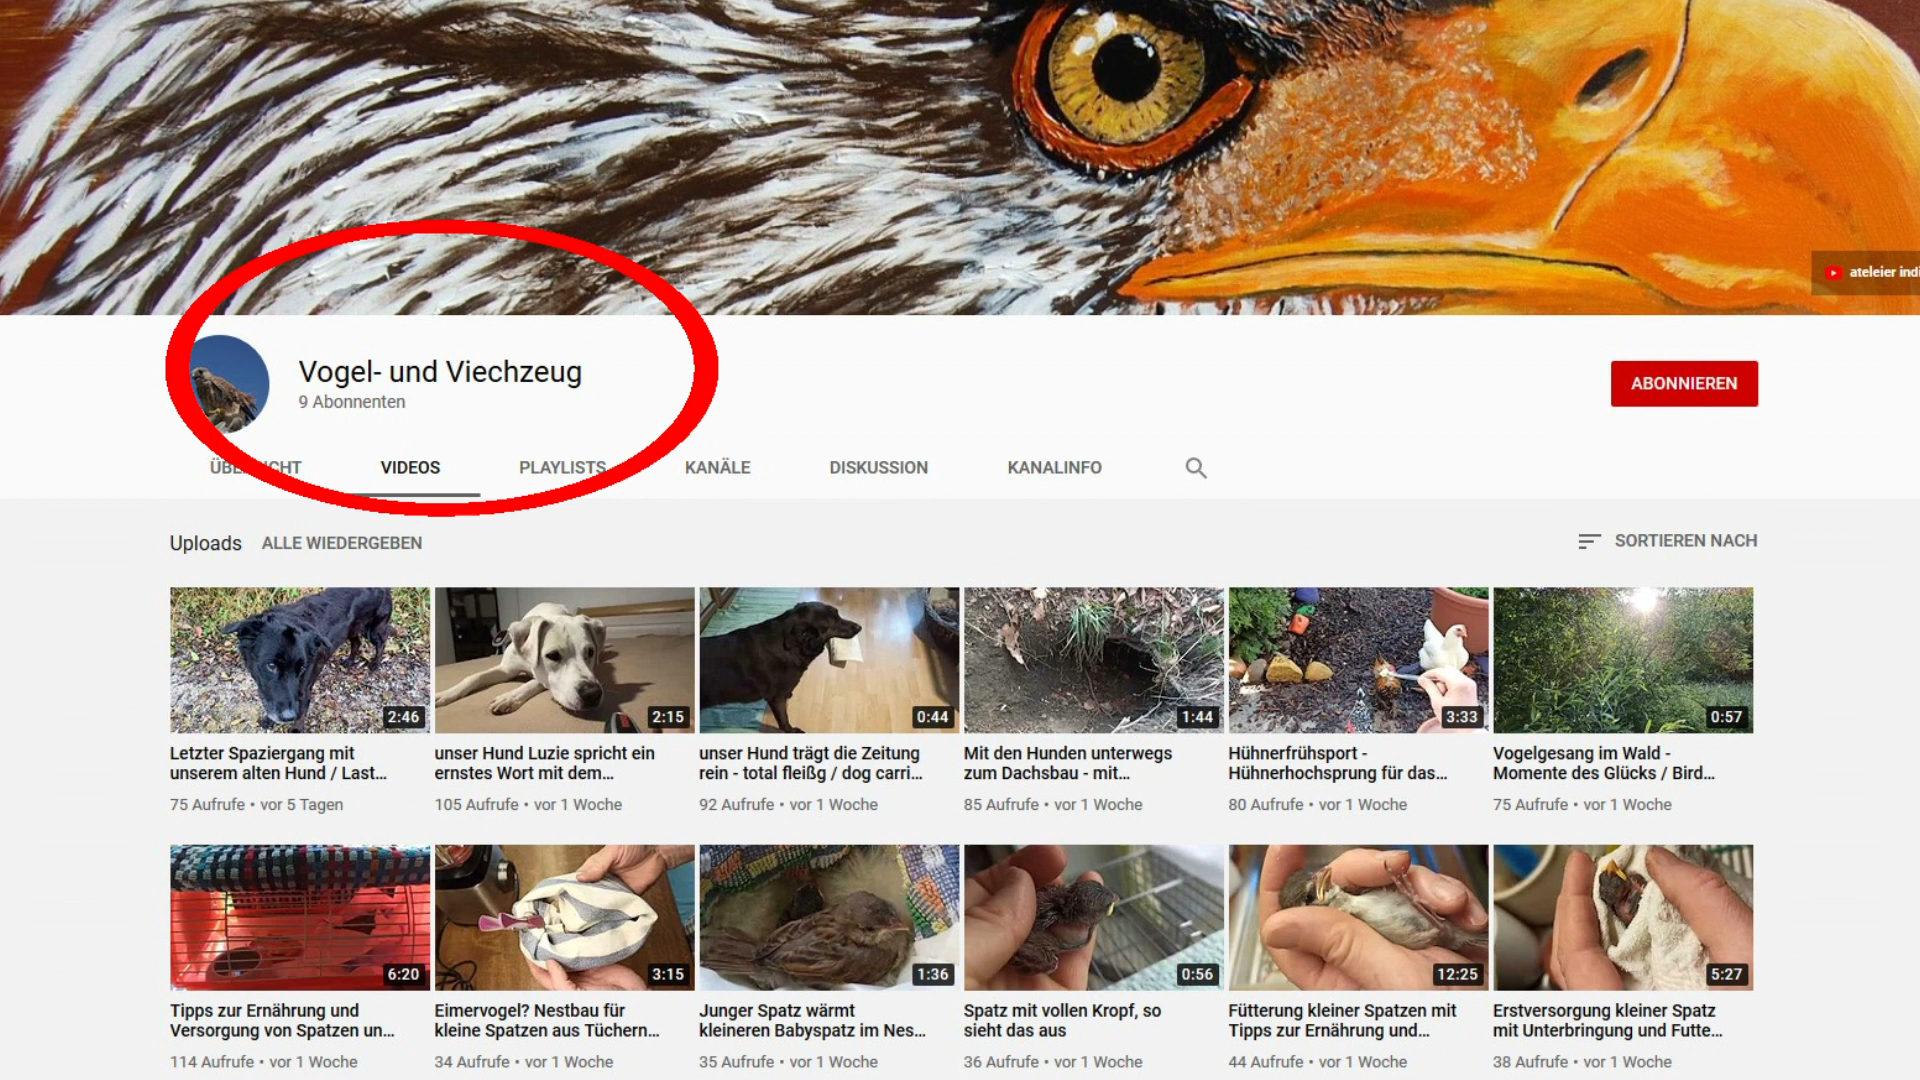 ateleier indi
Vogel- und Viechzeug
9 Abonnenten
ABONNIEREN
VIDEOS
PLAYLISTS
KANÄLE
DISKUSSION
KANALINFO
Uploads
ALLE WIEDERGEBEN
SORTIEREN NACH
2:46
2:15
0:44
1:44
3:33
0:57
Letzter Spaziergang mit
unserem alten Hund / Last...
75 Aufrufe • vor 5 Tagen
unser Hund Luzie spricht ein
ernstes Wort mit dem...
105 Aufrufe • vor 1 Woche
unser Hund trägt die Zeitung
rein - total fleißg / dog carri...
92 Aufrufe • vor 1 Woche
Mit den Hunden unterwegs
zum Dachsbau - mit...
85 Aufrufe • vor 1 Woche
Hühnerfrühsport -
Hühnerhochsprung für das...
80 Aufrufe • vor 1 Woche
Vogelgesang im Wald -
Momente des Glücks / Bird...
75 Aufrufe • vor 1 Woche
6:20
3:15
1:36
0:56
12:25
5:27
Tipps zur Ernährung und
Versorgung von Spatzen un...
114 Aufrufe • vor 1 Woche
Eimervogel? Nestbau für
kleine Spatzen aus Tüchern...
34 Aufrufe • vor 1 Woche
Junger Spatz wärmt
kleineren Babyspatz im Nes...
35 Aufrufe • vor 1 Woche
Spatz mit vollen Kropf, so
sieht das aus
36 Aufrufe • vor 1 Woche
Fütterung kleiner Spatzen mit
Tipps zur Ernährung und...
44 Aufrufe • vor 1 Woche
Erstversorgung kleiner Spatz
mit Unterbringung und Futte...
38 Aufrufe • vor 1 Woche